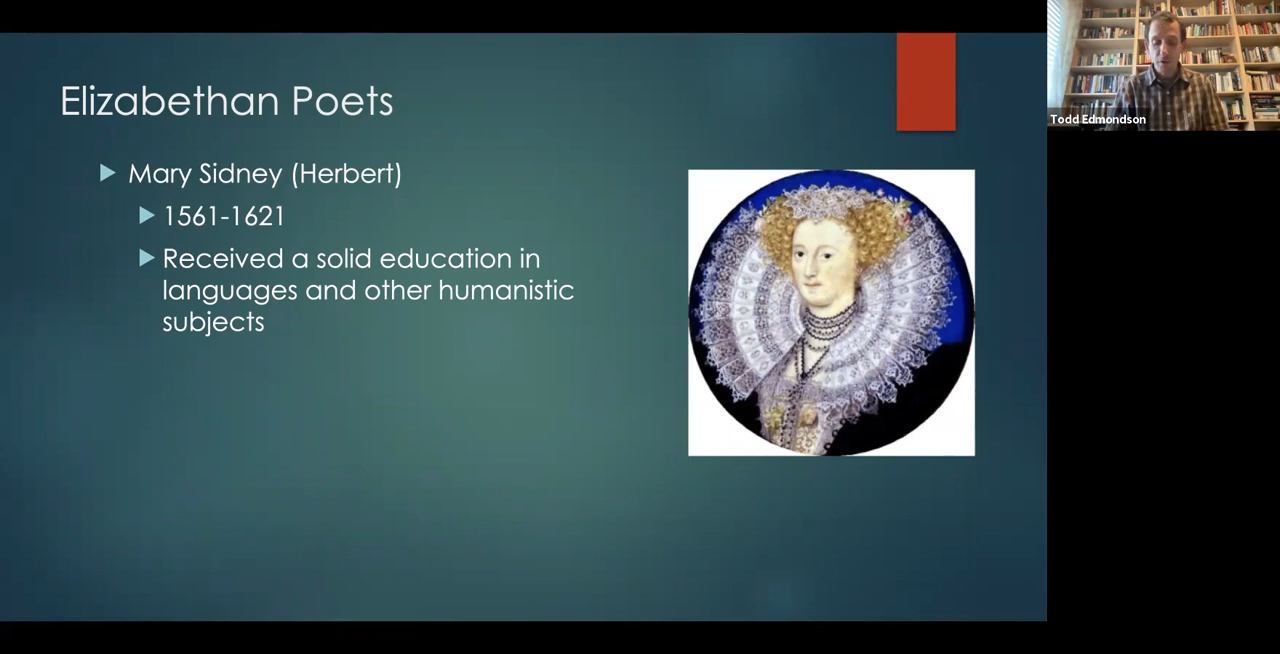 Elizabethan Poets
Mary Sidney (Herbert)
1561-1621
Received a solid education in
languages and other humanistic
subjects
Todd Edmondson